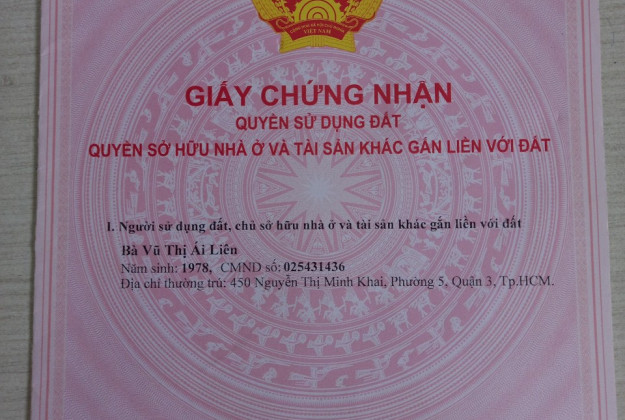 VIỆT NAM
GIẤY CHỨNG NHẬN
QUYỀN SỬ DỤNG ĐẤT
QUYỀN SỞ HỮU NHÀ Ở VÀ TÀI SẢN KHÁC GẮN LIỀN VỚI ĐẤT
I. Người sử dụng đất, chủ sở hữu nhà ở và tài sản khác gắn liền với đất
Bà Vũ Thị Ái Liên
Năm sinh: 1978, CMND số: 025431436
Địa chỉ thường trú: 450 Nguyễn Thị Minh Khai, Phường 5, Quận 3, Tp.HCM.